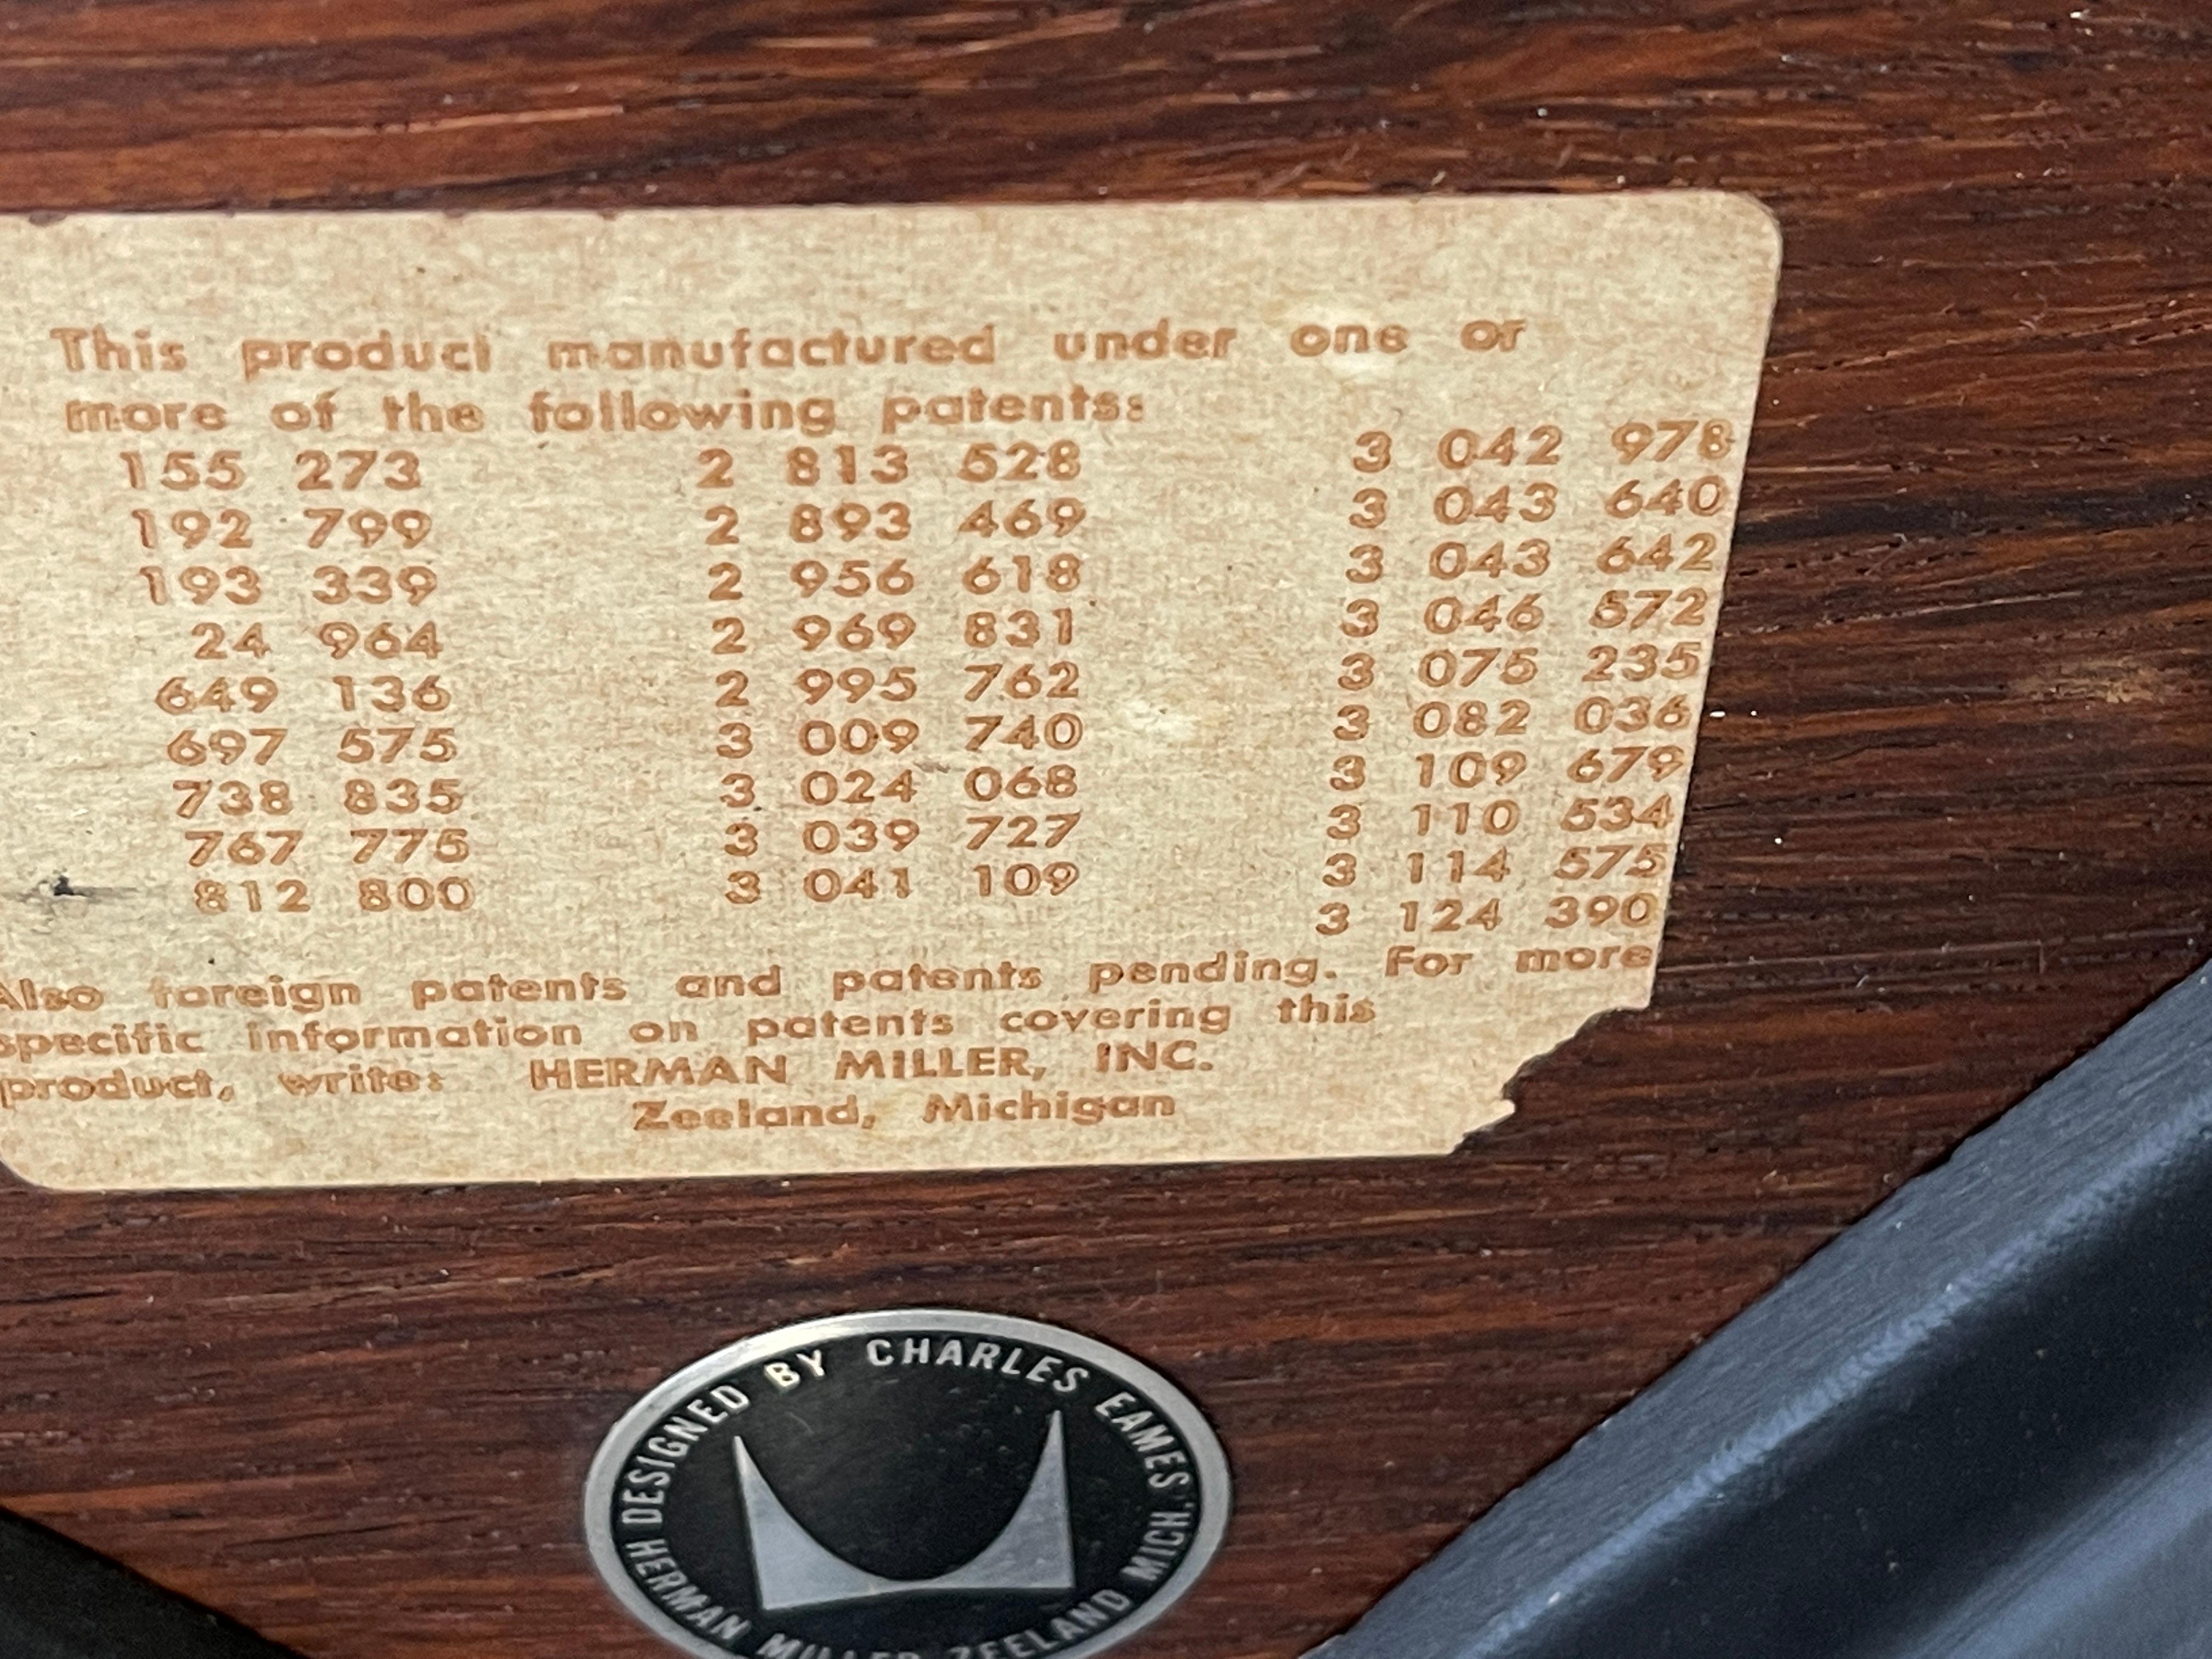 This product manufactured under one or
more of the following patents:
155 273 2 813 528 3 042 978
192 799 2 893 469 3 043 640
193 339 2 956 618 3 043 642
24 964 2 969 831 3 046 572
649 136 2 995 762 3 075 235
697 575 3 009 740 3 082 036
738 835 3 024 068 3 109 679
767 775 3 039 727 3 110 534
812 800 3 041 109 3 114 575
3 124 390
Also foreign patents and patents pending. For more
specific information on patents covering this
product, write: HERMAN MILLER, INC.
Zeeland, Michigan
DESIGNED BY CHARLES EAMES
HERMAN MILLER ZEELAND MICH.